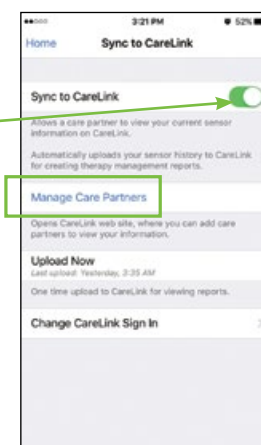 3:21 PM
52%
Home
Sync to CareLink
Sync to CareLink
Allows a care partner to view your current sensor
information on CareLink.
Automatically uploads your sensor history to CareLink
for creating therapy management reports.
Manage Care Partners
Opens CareLink web site, where you can add care
partners to view your information.
Upload Now
Last upload: Yesterday, 3:35 AM
One time upload to CareLink for viewing reports.
Change CareLink Sign In